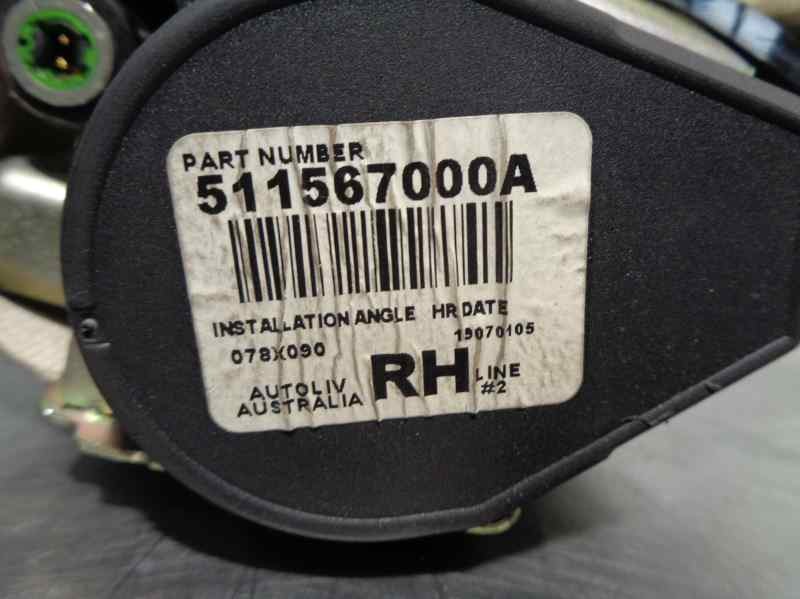 PART NUMBER
511567000A
INSTALLATION ANGLE HR DATE
078X090 19070105
AUTOLIV
AUSTRALIA
RH
LINE
#2